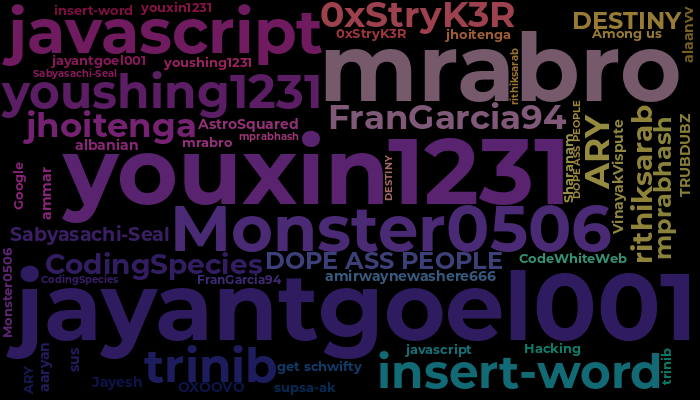 insert-word
youxin1231
0xStryK3R
DESTINY
alaanvv
javascript
0xStryK3R
jhoitenga
Among us
jayantgoel001
youshing1231
Sabyasachi-Seal
mrabro
rithiksarab
youshing1231
FranGarcia94
jhoitenga
AstroSquared
mprabhash
albanian
mrabro
ARY
DOPE ASS PEOPLE
sharanam
VinayakVispute
rithiksarab
mprabhash
TRUBDUBZ
Google
ammar
youxin1231
DESTINY
Monster0506
Sabyasachi-Seal
CodingSpecies
DOPE ASS PEOPLE
CodeWhiteWeb
Monster0506
CodingSpecies
FranGarcia94
amirwaynewashere666
jayantgoel001
javascript
Hacking
ARY
aaryan
sus
Jayesh
trinib
OXOOVO
get schwifty
supsa-ak
insert-word
trinib